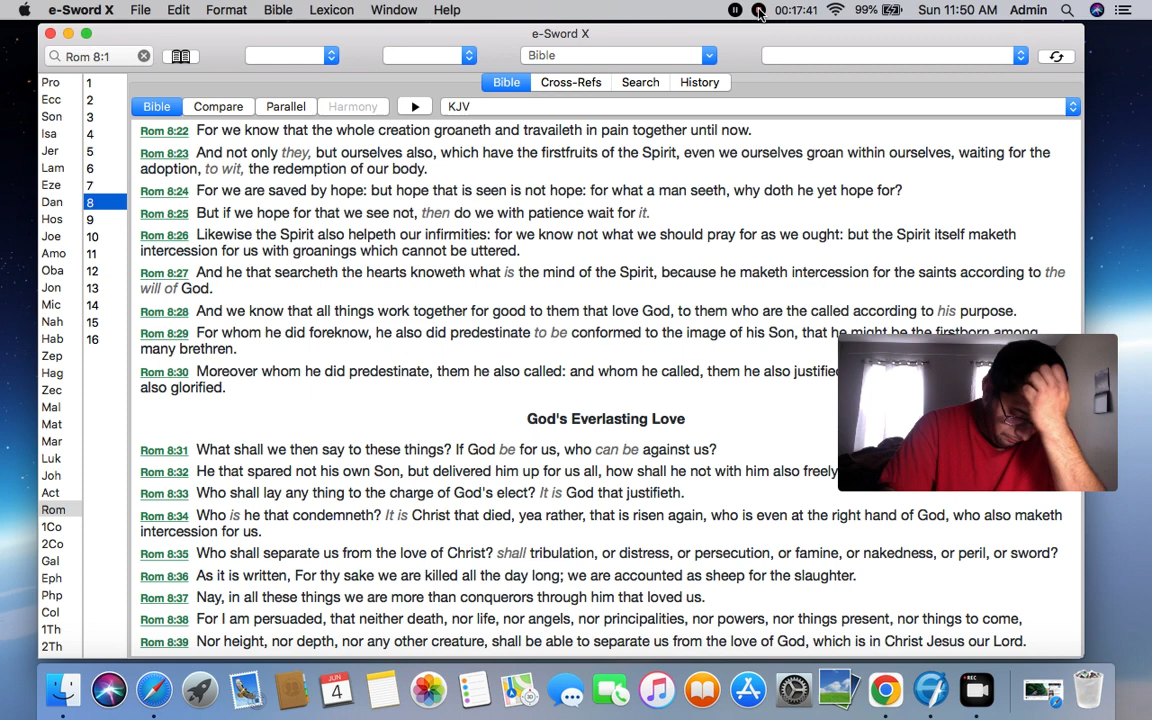 e-Sword X File Edit Format Bible Lexicon Window Help 00:17:41 99% Sun 11:50 AM Admin
e-Sword X
Rom 8:1 Bible
Bible Cross-Refs Search History
Bible Compare Parallel Harmony KJV
Pro
Ecc
Son
Isa
Jer
Lam
Eze
Dan
Hos
Joe
Amo
Oba
Jon
Mic
Nah
Hab
Zep
Hag
Zec
Mal
Mat
Mar
Luk
Joh
Act
Rom
1Co
2Co
Gal
Eph
Php
Col
1Th
2Th
1
2
3
4
5
6
7
8
9
10
11
12
13
14
15
16
Rom 8:22 For we know that the whole creation groaneth and travaileth in pain together until now.
Rom 8:23 And not only they, but ourselves also, which have the firstfruits of the Spirit, even we ourselves groan within ourselves, waiting for the
adoption, to wit, the redemption of our body.
Rom 8:24 For we are saved by hope: but hope that is seen is not hope: for what a man seeth, why doth he yet hope for?
Rom 8:25 But if we hope for that we see not, then do we with patience wait for it.
Rom 8:26 Likewise the Spirit also helpeth our infirmities: for we know not what we should pray for as we ought: but the Spirit itself maketh
intercession for us with groanings which cannot be uttered.
Rom 8:27 And he that searcheth the hearts knoweth what is the mind of the Spirit, because he maketh intercession for the saints according to the
will of God.
Rom 8:28 And we know that all things work together for good to them that love God, to them who are the called according to his purpose.
Rom 8:29 For whom he did foreknow, he also did predestinate to be conformed to the image of his Son, that he might be the firstborn among
many brethren.
Rom 8:30 Moreover whom he did predestinate, them he also called: and whom he called, them he also justifie
also glorified.
God's Everlasting Love
Rom 8:31 What shall we then say to these things? If God be for us, who can be against us?
Rom 8:32 He that spared not his own Son, but delivered him up for us all, how shall he not with him also freely
Rom 8:33 Who shall lay any thing to the charge of God's elect? It is God that justifieth.
Rom 8:34 Who is he that condemneth? It is Christ that died, yea rather, that is risen again, who is even at the right hand of God, who also maketh
intercession for us.
Rom 8:35 Who shall separate us from the love of Christ? shall tribulation, or distress, or persecution, or famine, or nakedness, or peril, or sword?
Rom 8:36 As it is written, For thy sake we are killed all the day long; we are accounted as sheep for the slaughter.
Rom 8:37 Nay, in all these things we are more than conquerors through him that loved us.
Rom 8:38 For I am persuaded, that neither death, nor life, nor angels, nor principalities, nor powers, nor things present, nor things to come,
Rom 8:39 Nor height, nor depth, nor any other creature, shall be able to separate us from the love of God, which is in Christ Jesus our Lord.
JUN
4
REC